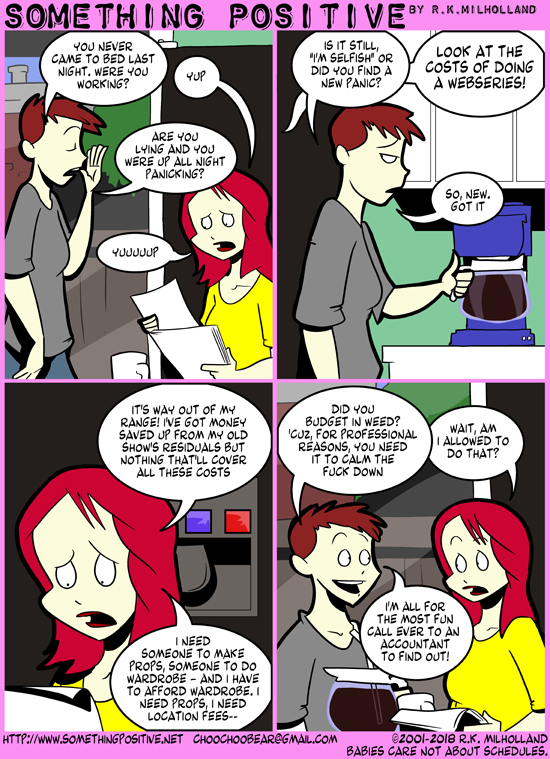 SOMETHING POSITIVE BY R.K.MILHOLLAND
YOU NEVER
CAME TO BED LAST
NIGHT. WERE YOU
WORKING?
YUP
ARE YOU
LYING AND YOU
WERE UP ALL NIGHT
PANICKING?
YUUUUUP
IS IT STILL,
"I'M SELFISH" OR
DID YOU FIND A
NEW PANIC?
LOOK AT THE
COSTS OF DOING
A WEBSERIES!
SO, NEW.
GOT IT
IT'S WAY OUT OF MY
RANGE! I'VE GOT MONEY
SAVED UP FROM MY OLD
SHOW'S RESIDUALS BUT
NOTHING THAT'LL COVER
ALL THESE COSTS
I NEED
SOMEONE TO MAKE
PROPS, SOMEONE TO DO
WARDROBE - AND I HAVE
TO AFFORD WARDROBE. I
NEED PROPS, I NEED
LOCATION FEES--
DID YOU
BUDGET IN WEED?
'CUZ, FOR PROFESSIONAL
REASONS, YOU NEED
IT TO CALM THE
FUCK DOWN
WAIT, AM
I ALLOWED TO
DO THAT?
I'M ALL FOR
THE MOST FUN
CALL EVER TO AN
ACCOUNTANT
TO FIND OUT!
HTTP://WWW.SOMETHINGPOSITIVE.NET CHOOCHOOBEAR@GMAIL.COM ©2001-2018 R.K. MILHOLLAND
BABIES CARE NOT ABOUT SCHEDULES.